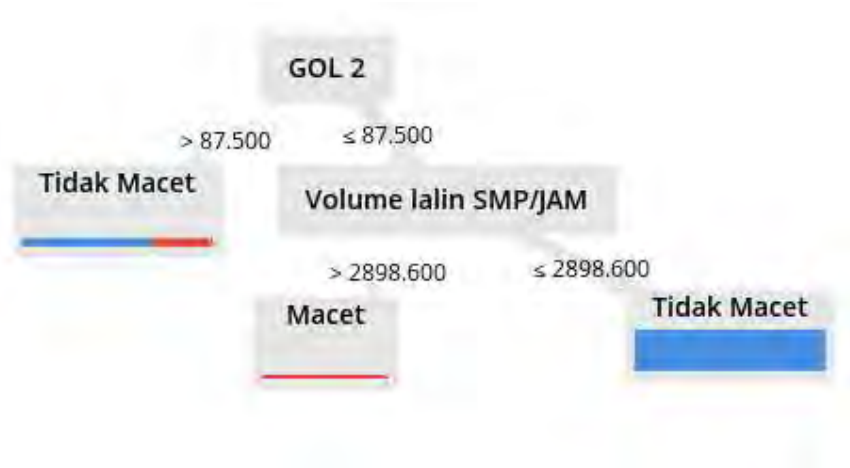 GOL 2
> 87.500
≤ 87.500
Tidak Macet
Volume lalin SMP/JAM
> 2898.600
≤ 2898.600
Macet
Tidak Macet